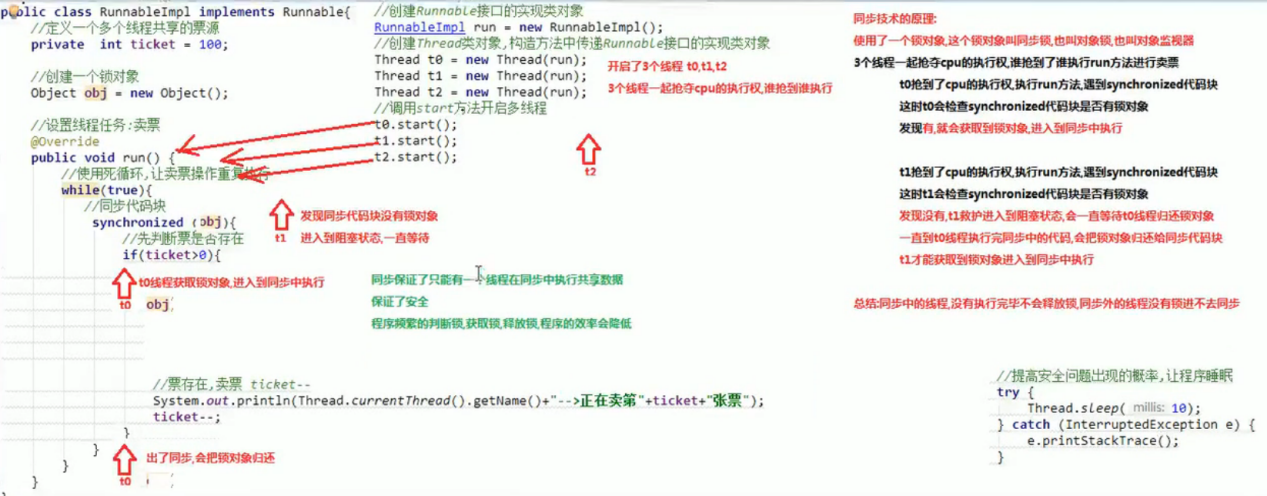 public class RunnableImpl implements Runnable{
//定义一个多个线程共享的票源
private int ticket = 100;
//创建一个锁对象
Object obj = new Object();
//设置线程任务:卖票
@Override
public void run() {
//使用死循环,让卖票操作重复执行
while(true){
//同步代码块
synchronized (obj){
//先判断票是否存在
if(ticket>0){
t0线程获取锁对象,进入到同步中执行
t0
obj
//票存在,卖票 ticket--
System.out.println(Thread.currentThread().getName()+"-->正在卖第"+ticket+"张票");
ticket--;
}
}
出了同步,会把锁对象归还
t0
}
}
//创建Runnable接口的实现类对象
RunnableImpl run = new RunnableImpl();
//创建Thread类对象,构造方法中传递Runnable接口的实现类对象
Thread t0 = new Thread(run);
Thread t1 = new Thread(run);
Thread t2 = new Thread(run);
开启了3个线程 t0,t1,t2
3个线程一起抢夺cpu的执行权,谁抢到谁执行
//调用start方法开启多线程
t0.start();
t1.start();
t2.start();
t2
发现同步代码块没有锁对象
t1 进入到阻塞状态,一直等待
同步保证了只能有一个线程在同步中执行共享数据
保证了安全
程序频繁的判断锁,获取锁,释放锁,程序的效率会降低
同步技术的原理:
使用了一个锁对象,这个锁对象叫同步锁,也叫对象锁,也叫对象监视器
3个线程一起抢夺cpu的执行权,谁抢到了谁执行run方法进行卖票
t0抢到了cpu的执行权,执行run方法,遇到synchronized代码块
这时t0会检查synchronized代码块是否有锁对象
发现有,就会获取到锁对象,进入到同步中执行
t1抢到了cpu的执行权,执行run方法,遇到synchronized代码块
这时t1会检查synchronized代码块是否有锁对象
发现没有,t1救护进入到阻塞状态,会一直等待t0线程归还锁对象
一直到t0线程执行完同步中的代码,会把锁对象归还给同步代码块
t1才能获取到锁对象进入到同步中执行
总结:同步中的线程,没有执行完毕不会释放锁,同步外的线程没有锁进不去同步
//提高安全问题出现的概率,让程序睡眠
try {
Thread.sleep( millis: 10);
} catch (InterruptedException e) {
e.printStackTrace();
}